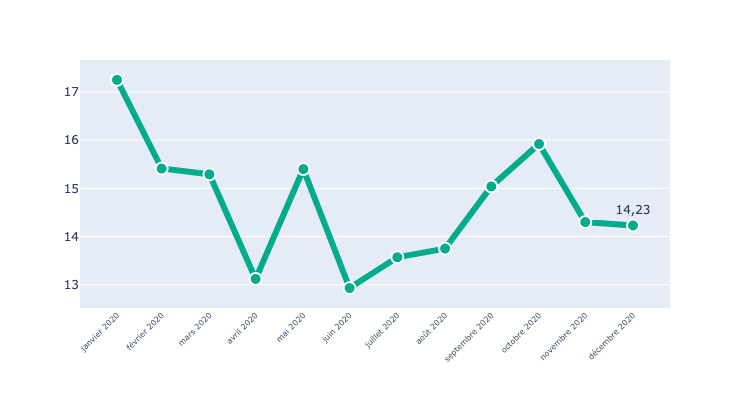 17
16
15
14
13
14,23
janvier 2020
février 2020
mars 2020
avril 2020
mai 2020
juin 2020
juillet 2020
août 2020
septembre 2020
octobre 2020
novembre 2020
décembre 2020